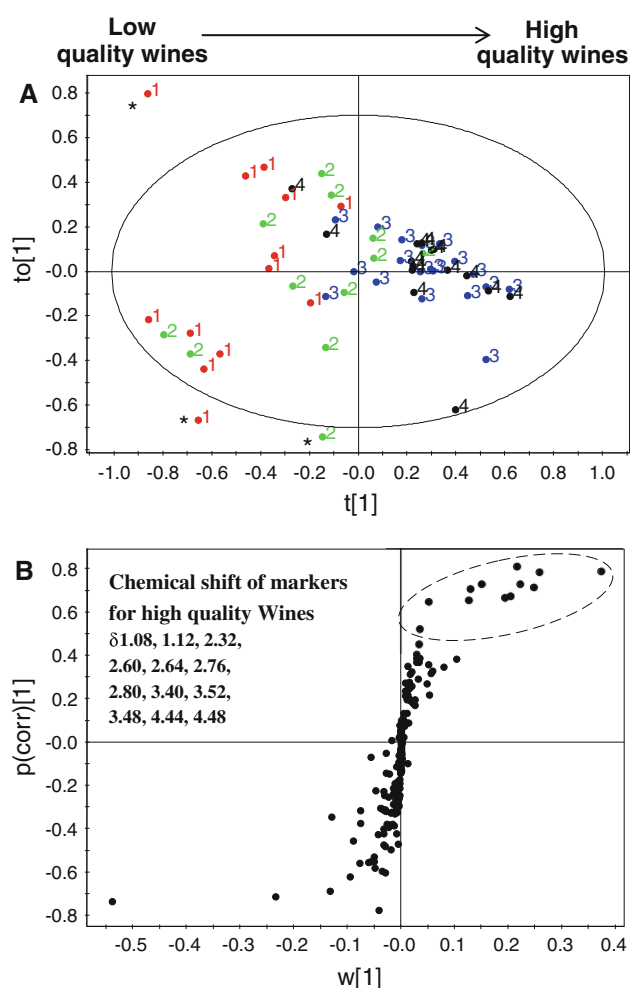 Low
quality wines
High
quality wines
A
0.8
0.6
0.4
0.2
-0.0
-0.2
-0.4
-0.6
-0.8
to[1]
-1.0
-0.8
-0.6
-0.4
-0.2
-0.0
0.2
0.4
0.6
0.8
1.0
t[1]
B
Chemical shift of markers
for high quality Wines
δ1.08, 1.12, 2.32,
2.60, 2.64, 2.76,
2.80, 3.40, 3.52,
3.48, 4.44, 4.48
0.8
0.6
0.4
0.2
-0.0
-0.2
-0.4
-0.6
-0.8
p(corr)[1]
-0.5
-0.4
-0.3
-0.2
-0.1
-0.0
0.1
0.2
0.3
0.4
w[1]